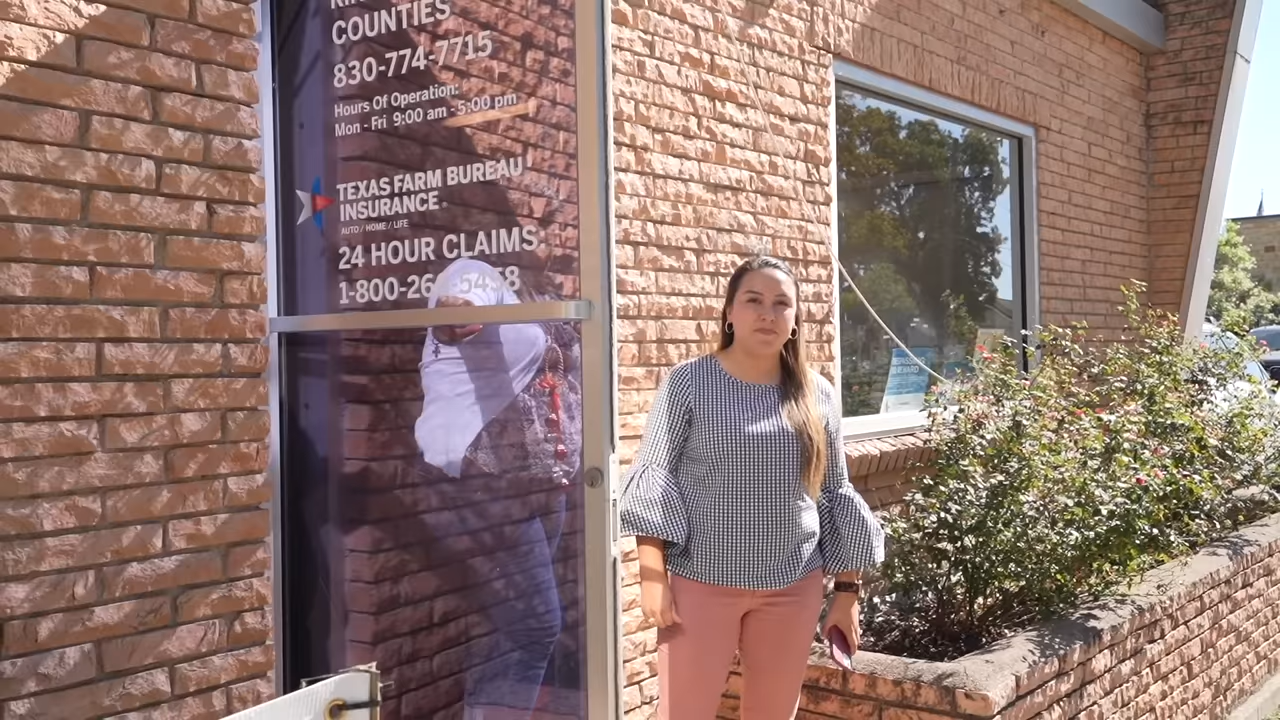 COUNTIES
830-774-7715
Hours Of Operation:
Mon - Fri 9:00 am - 5:00 pm
TEXAS FARM BUREAU
INSURANCE
AUTO / HOME / LIFE
24 HOUR CLAIMS: